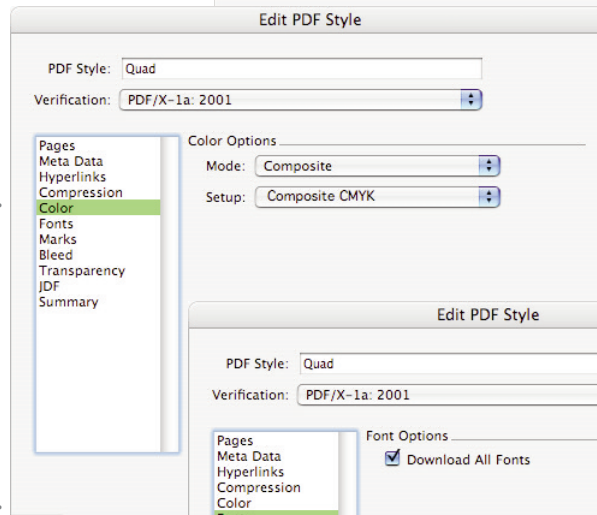 Edit PDF Style
PDF Style: Quad
Verification: PDF/X-1a: 2001
Pages
Meta Data
Hyperlinks
Compression
Color
Fonts
Marks
Bleed
Transparency
JDF
Summary
Color Options
Mode: Composite
Setup: Composite CMYK
Edit PDF Style
PDF Style: Quad
Verification: PDF/X-1a: 2001
Pages
Meta Data
Hyperlinks
Compression
Color
Font Options
Download All Fonts